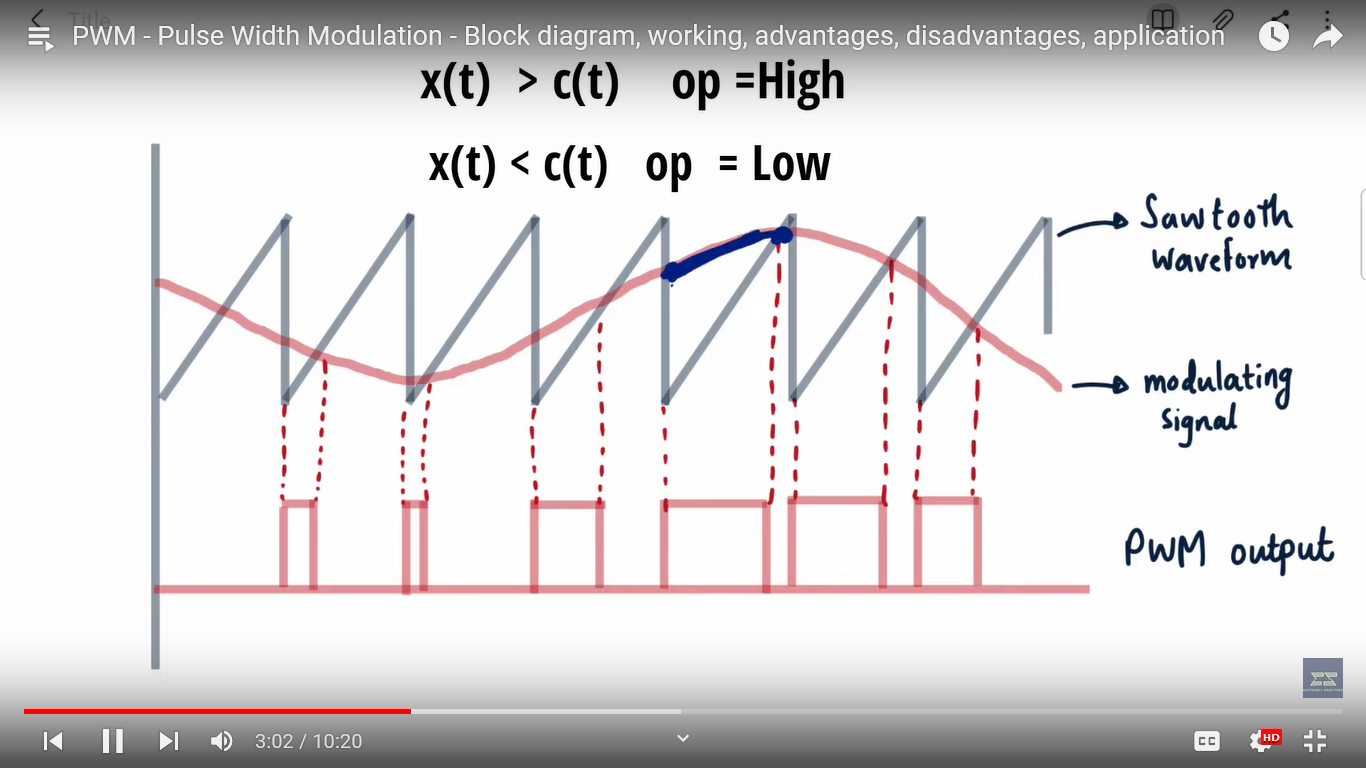 Title
PWM - Pulse Width Modulation - Block diagram, working, advantages, disadvantages, application
x(t) > c(t) op =High
x(t) < c(t) op = Low
Sawtooth
waveform
modulating
signal
PWM output
3:02 / 10:20
CC
HD